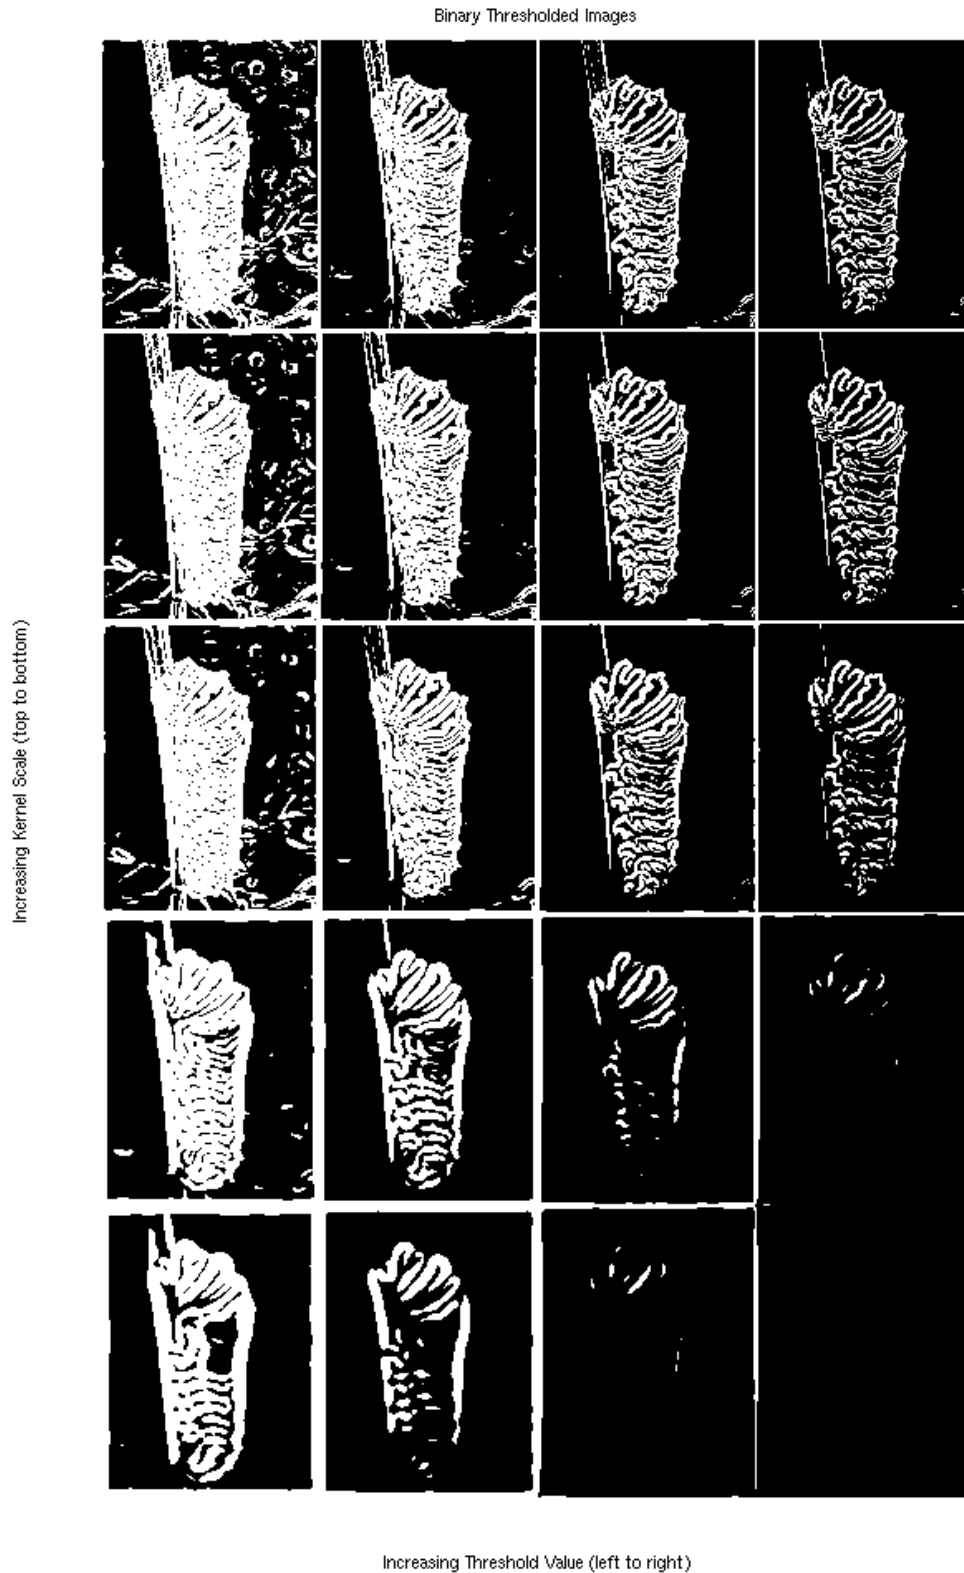 Binary Thresholded Images
Increasing Kernel Scale (top to bottom)
Increasing Threshold Value (left to right)